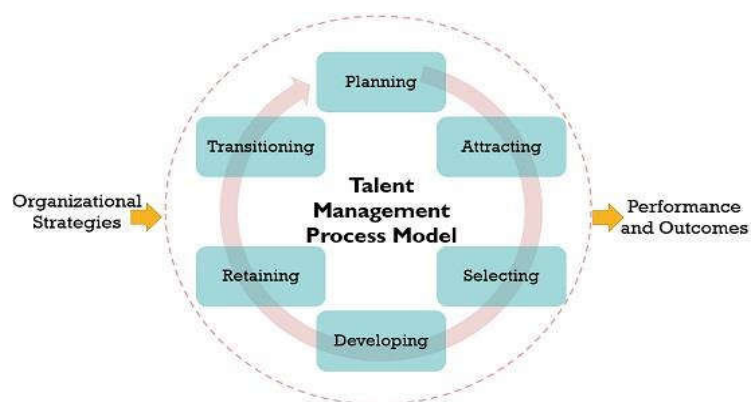 Planning
Transitioning
Attracting
Talent
Management
Process Model
Organizational
Strategies
Performance
and Outcomes
Retaining
Selecting
Developing